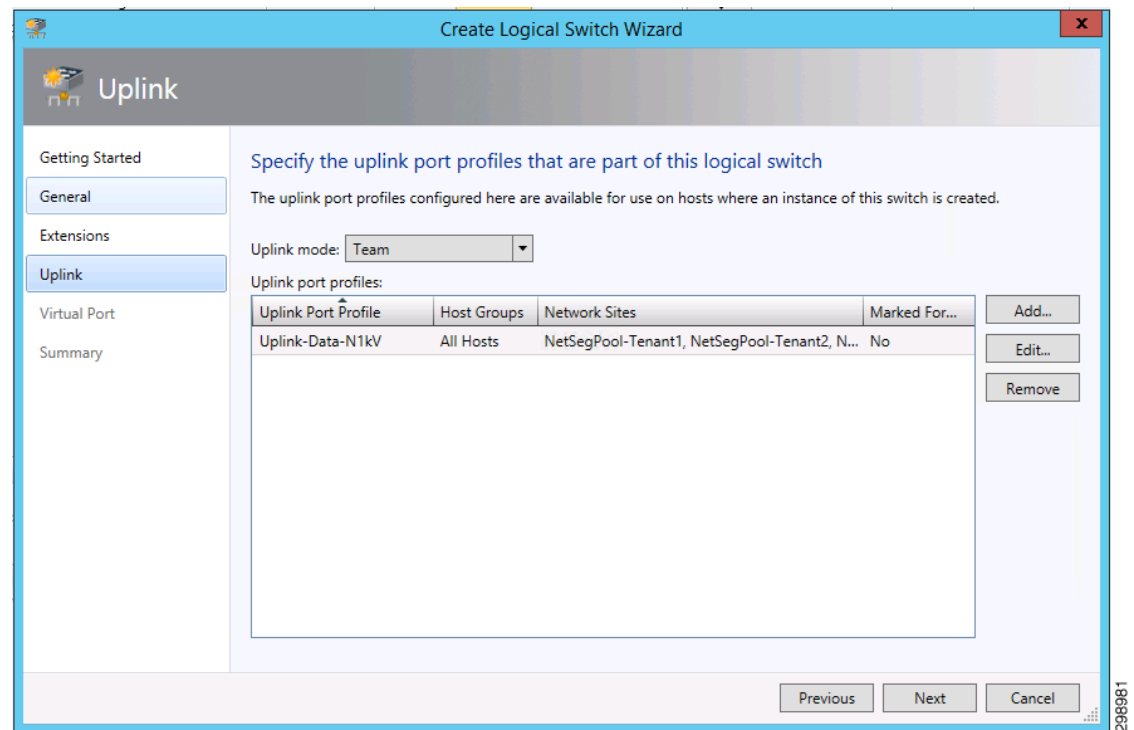 Create Logical Switch Wizard
x
Uplink
Getting Started
General
Extensions
Uplink
Virtual Port
Summary
Specify the uplink port profiles that are part of this logical switch
The uplink port profiles configured here are available for use on hosts where an instance of this switch is created.
Uplink mode: Team
Uplink port profiles:
Uplink Port Profile Host Groups Network Sites Marked For...
Uplink-Data-N1kV All Hosts NetSegPool-Tenant1, NetSegPool-Tenant2, N... No
Add...
Edit...
Remove
Previous Next Cancel
298981